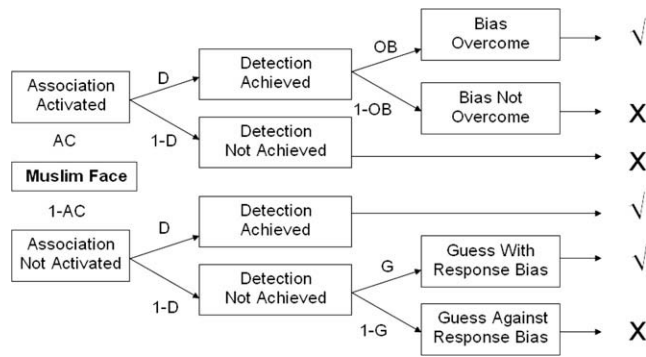 Bias
Overcome
√
OB
Detection
Achieved
D
Association
Activated
1-OB
Bias Not
Overcome
X
AC
1-D
Detection
Not Achieved
X
Muslim Face
1-AC
D
Detection
Achieved
√
Association
Not Activated
Guess With
Response Bias
√
G
Detection
Not Achieved
1-D
1-G
Guess Against
Response Bias
X